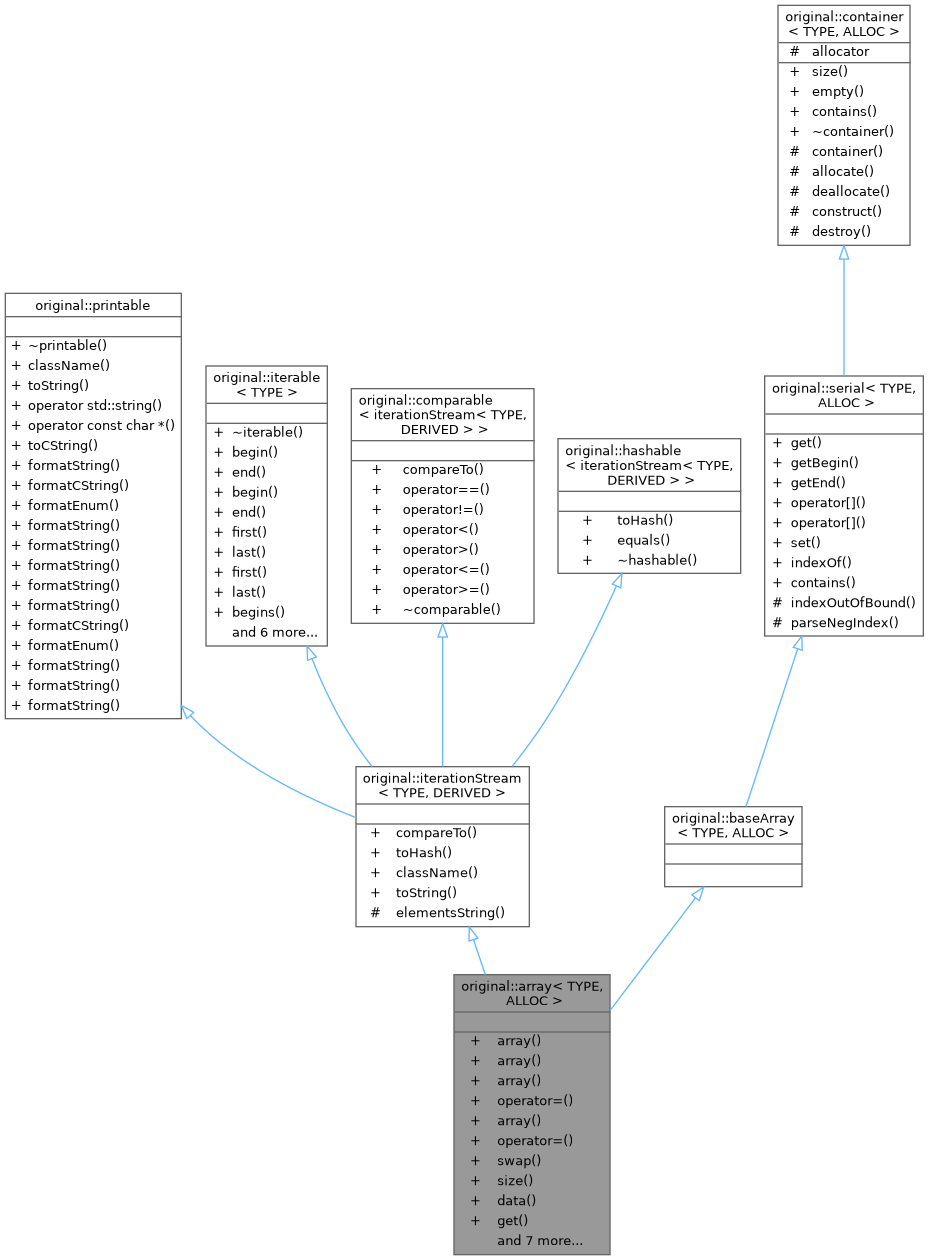 original::container
< TYPE, ALLOC >
# allocator
+ size()
+ empty()
+ contains()
+ ~container()
# container()
# allocate()
# deallocate()
# construct()
# destroy()
original::printable
+ ~printable()
+ className()
+ toString()
+ operator std::string()
+ operator const char *()
+ toCString()
+ formatString()
+ formatCString()
+ formatEnum()
+ formatString()
+ formatString()
+ formatString()
+ formatString()
+ formatString()
+ formatCString()
+ formatEnum()
+ formatString()
+ formatString()
+ formatString()
original::iterable
< TYPE >
+ ~iterable()
+ begin()
+ end()
+ begin()
+ end()
+ first()
+ last()
+ first()
+ last()
+ begins()
and 6 more...
original::comparable
< iterationStream< TYPE,
DERIVED > >
+ compareTo()
+ operator==()
+ operator!=()
+ operator<()
+ operator>()
+ operator<=()
+ operator>=()
+ ~comparable()
original::hashable
< iterationStream< TYPE,
DERIVED > >
+ toHash()
+ equals()
+ ~hashable()
original::serial< TYPE,
ALLOC >
+ get()
+ getBegin()
+ getEnd()
+ operator[]()
+ operator[]()
+ set()
+ indexOf()
+ contains()
# indexOutOfBound()
# parseNegIndex()
original::iterationStream
< TYPE, DERIVED >
+ compareTo()
+ toHash()
+ className()
+ toString()
# elementsString()
original::baseArray
< TYPE, ALLOC >
original::array< TYPE,
ALLOC >
+ array()
+ array()
+ array()
+ operator=()
+ array()
+ operator=()
+ swap()
+ size()
+ data()
+ get()
and 7 more...